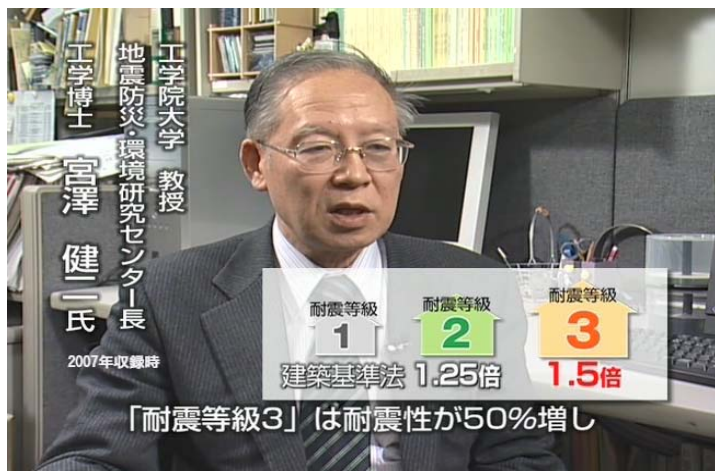 工学院大学 教授
地震防災・環境研究センター長
工学博士 宮澤 健二氏
2007年収録時
耐震等級
1
建築基準法
耐震等級
2
1.25倍
耐震等級
3
1.5倍
「耐震等級3」は耐震性が50%増し